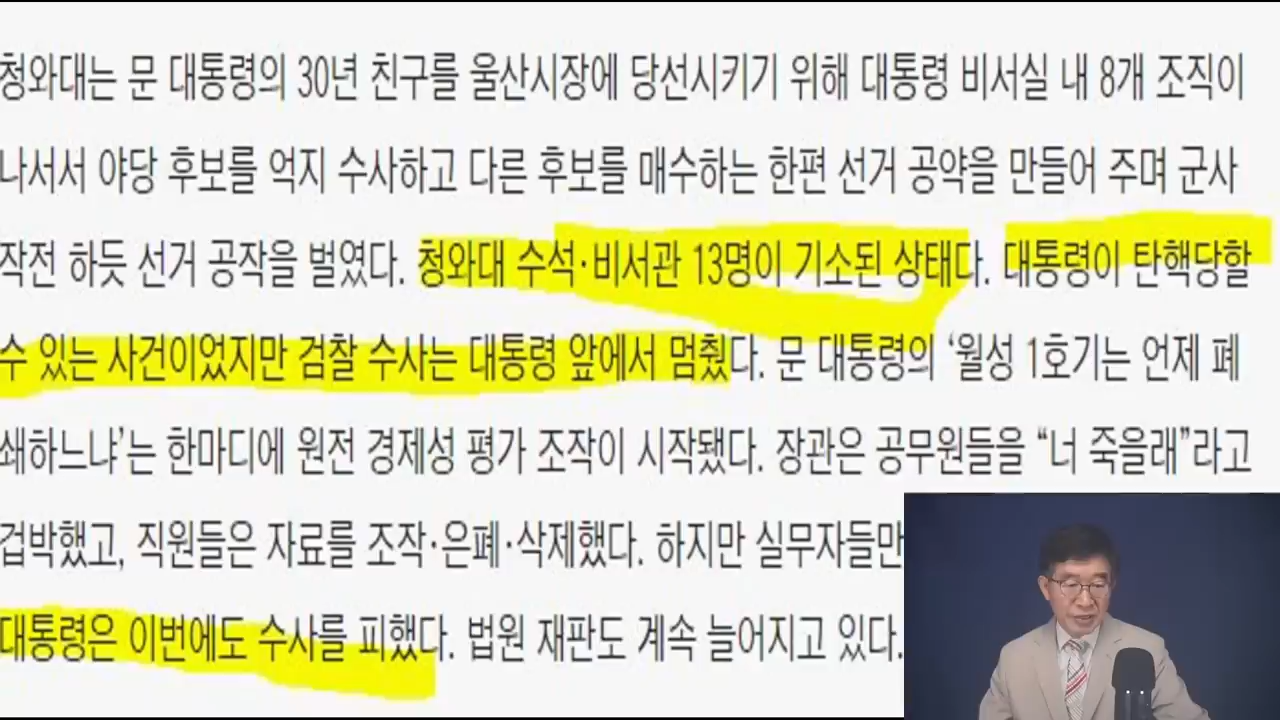 청와대는 문 대통령의 30년 친구를 울산시장에 당선시키기 위해 대통령 비서실 내 8개 조직이
나서서 야당 후보를 억지 수사하고 다른 후보를 매수하는 한편 선거 공약을 만들어 주며 군사
작전 하듯 선거 공작을 벌였다. 청와대 수석·비서관 13명이 기소된 상태다. 대통령이 탄핵당할
수 있는 사건이었지만 검찰 수사는 대통령 앞에서 멈췄다. 문 대통령의 ‘월성 1호기는 언제 폐
쇄하느냐’는 한마디에 원전 경제성 평가 조작이 시작됐다. 장관은 공무원들을 “너 죽을래”라고
겁박했고, 직원들은 자료를 조작·은폐·삭제했다. 하지만 실무자들만
대통령은 이번에도 수사를 피했다. 법원 재판도 계속 늘어지고 있다.